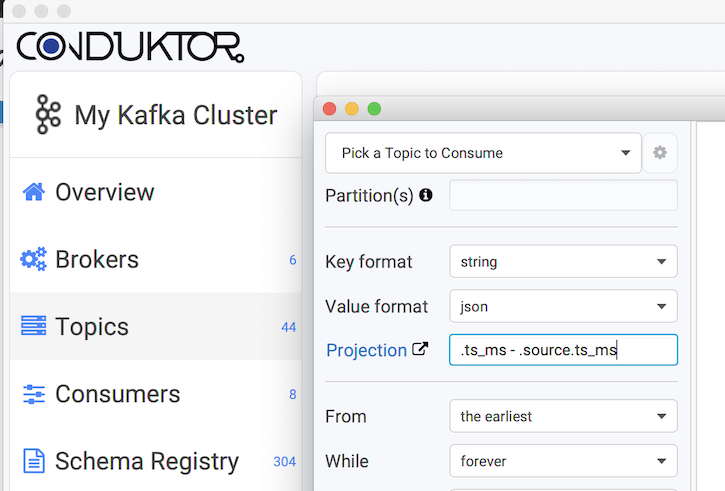 CONDUKTOR
My Kafka Cluster
Overview
Brokers 6
Topics 44
Consumers 8
Schema Registry 304
Pick a Topic to Consume
Partition(s)
Key format string
Value format json
Projection .ts_ms - .source.ts_ms
From the earliest
While forever